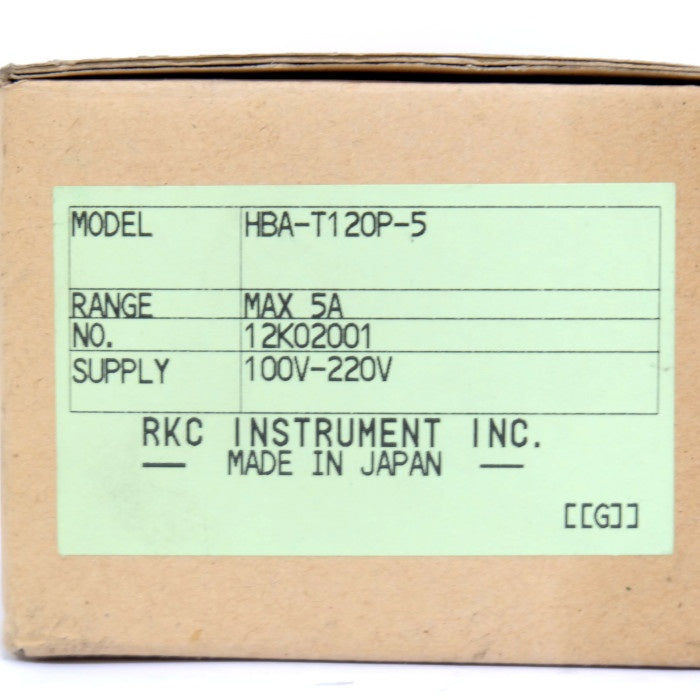 MODEL HBA-T120P-5
RANGE MAX 5A
NO. 12K02001
SUPPLY 100V-220V
RKC INSTRUMENT INC.
— MADE IN JAPAN —
[[G]]